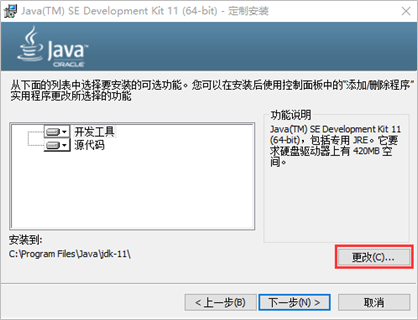 Java(TM) SE Development Kit 11 (64-bit) - 定制安装
Java
ORACLE
从下面的列表中选择要安装的可选功能。您可以在安装后使用控制面板中的“添加/删除程序”
实用程序更改所选择的功能
开发工具
源代码
功能说明
Java(TM) SE Development Kit 11
(64-bit)，包括专用 JRE。它要
求硬盘驱动器上有 420MB 空
间。
安装到:
C:\Program Files\Java\jdk-11\
更改(C)...
< 上一步(B)
下一步(N) >
取消